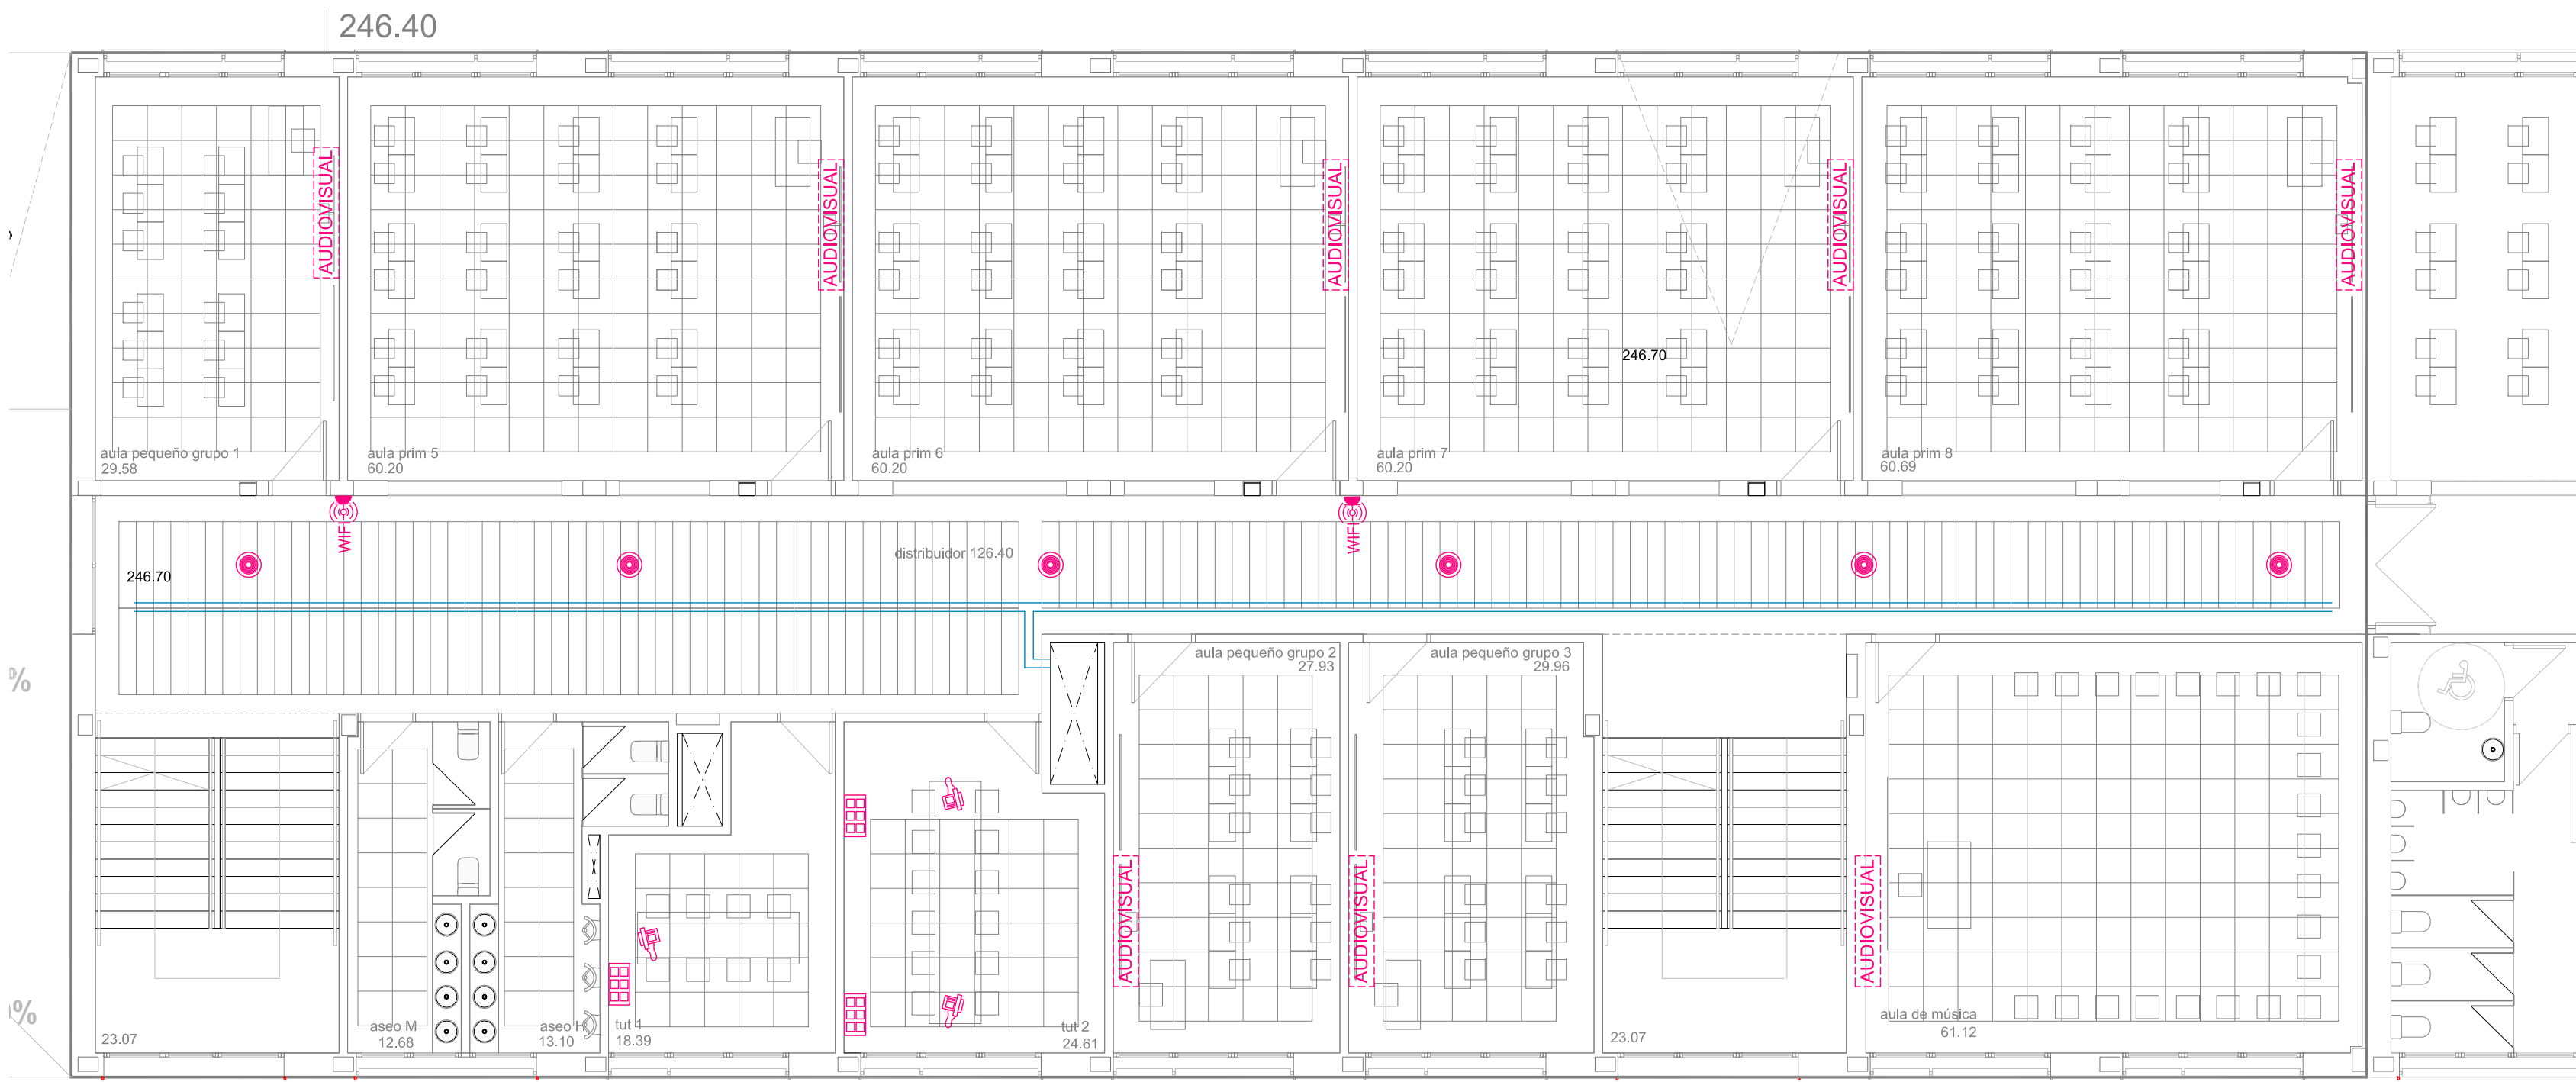 246.40
AUDIOVISUAL
AUDIOVISUAL
AUDIOVISUAL
AUDIOVISUAL
AUDIOVISUAL
246.70
aula pequeño grupo 1
29.58
aula prim 5
60.20
aula prim 6
60.20
aula prim 7
60.20
aula prim 8
60.69
WIFI
WIFI
distribuidor 126.40
246.70
aula pequeño grupo 2
27.93
aula pequeño grupo 3
29.96
%
AUDIOVISUAL
AUDIOVISUAL
AUDIOVISUAL
%
23.07
aseo M
12.68
aseo H
13.10
tut 1
18.39
tut 2
24.61
23.07
aula de música
61.12